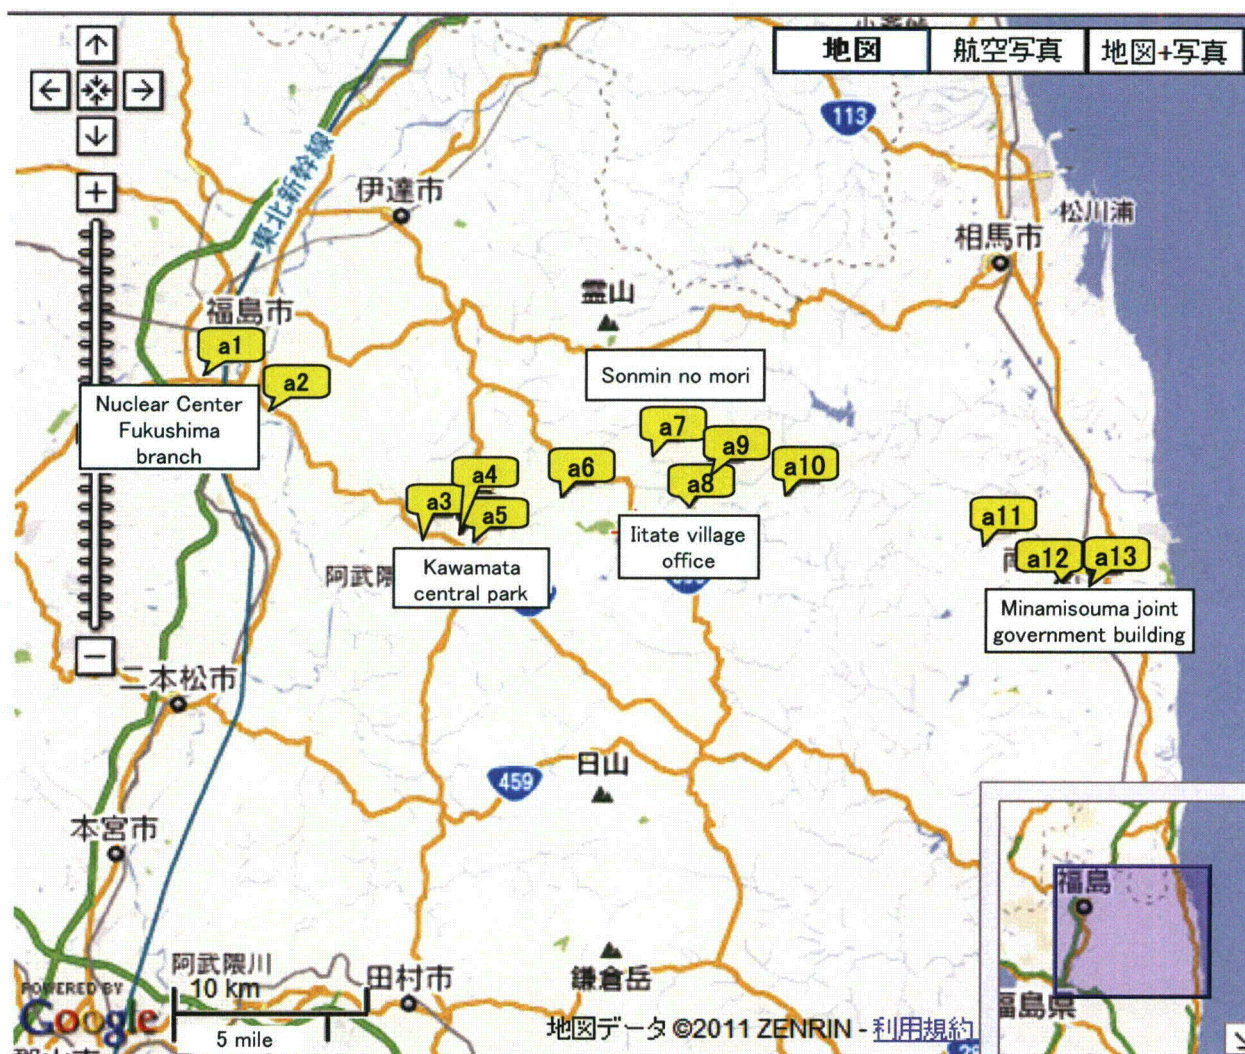 地図
航空写真
地図+写真
113
東北新幹線
伊達市
松川浦
相馬市
霊山
福島市
a1
Sonmin no mori
a2
Nuclear Center
Fukushima
branch
a7
a9
a4
a6
a8
a10
a3
a5
a11
Iitate village
office
a12
a13
阿武隈
Kawamata
central park
Minamisouma joint
government building
二本松市
日山
459
本宮市
福島
阿武隈川
10 km
田村市
鎌倉岳
福島県
POWERED BY
Google
5 mile
地図データ ©2011 ZENRIN - 利用規約